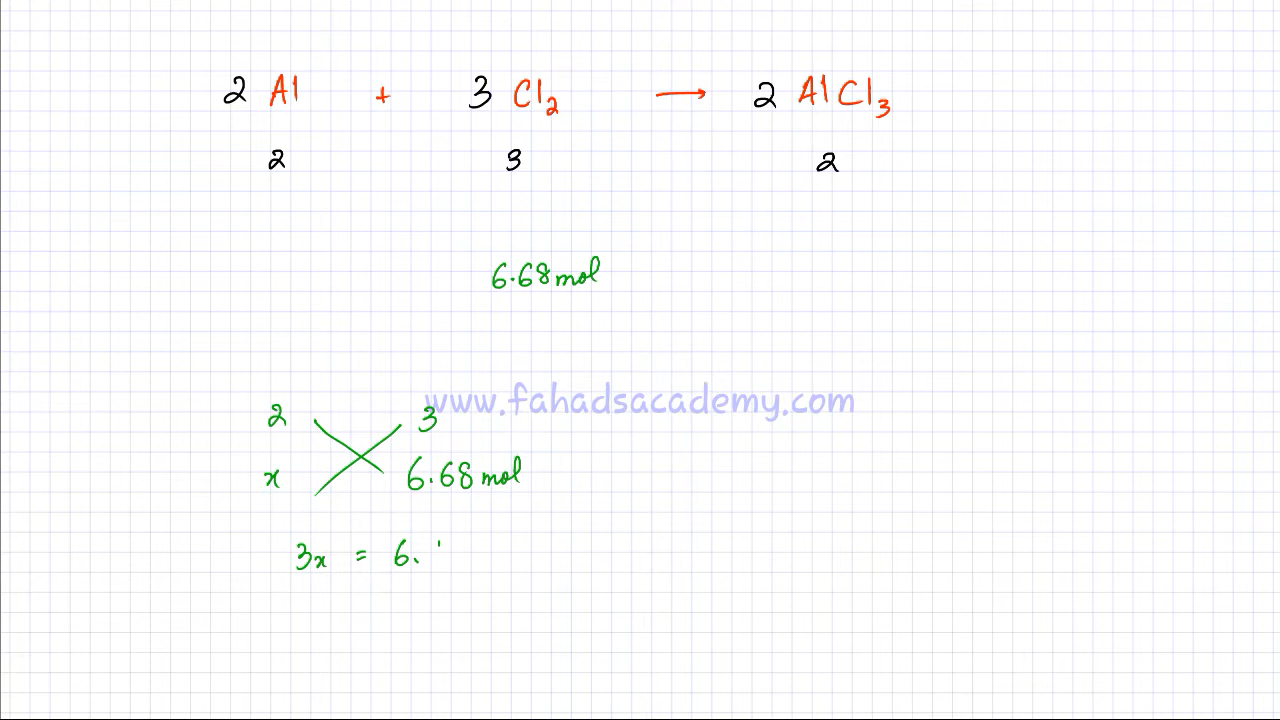 2 Al + 3 Cl₂ → 2 AlCl₃
2 3 2
6.68 mol
www.fahadsacademy.com
2 3
x 6.68 mol
3x = 6.